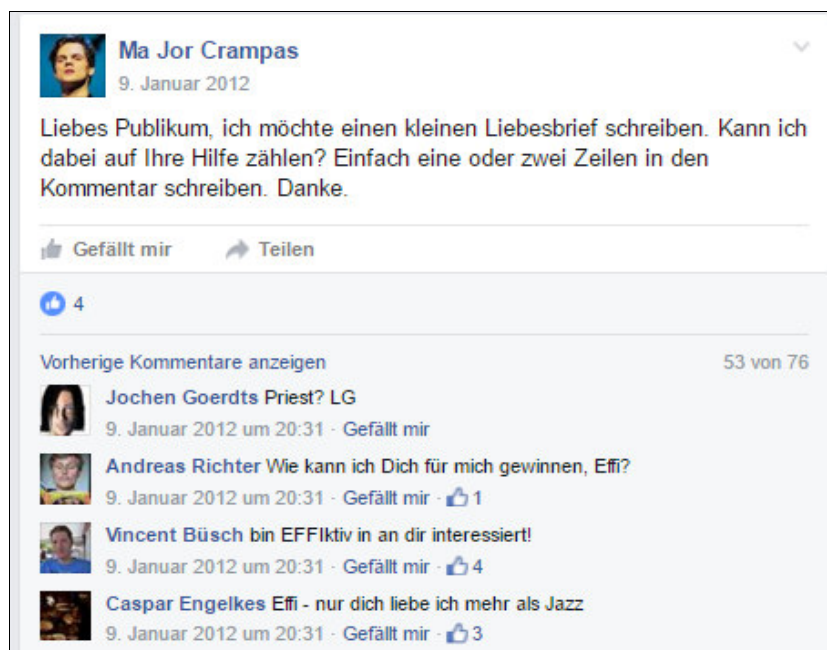 Ma Jor Crampas
9. Januar 2012
Liebes Publikum, ich möchte einen kleinen Liebesbrief schreiben. Kann ich
dabei auf Ihre Hilfe zählen? Einfach eine oder zwei Zeilen in den
Kommentar schreiben. Danke.
Gefällt mir Teilen
4
Vorherige Kommentare anzeigen 53 von 76
Jochen Goerdts Priest? LG
9. Januar 2012 um 20:31 · Gefällt mir
Andreas Richter Wie kann ich Dich für mich gewinnen, Effi?
9. Januar 2012 um 20:31 · Gefällt mir · 1
Vincent Büsch bin EFFIktiv in an dir interessiert!
9. Januar 2012 um 20:31 · Gefällt mir · 4
Caspar Engelkes Effi - nur dich liebe ich mehr als Jazz
9. Januar 2012 um 20:31 · Gefällt mir · 3